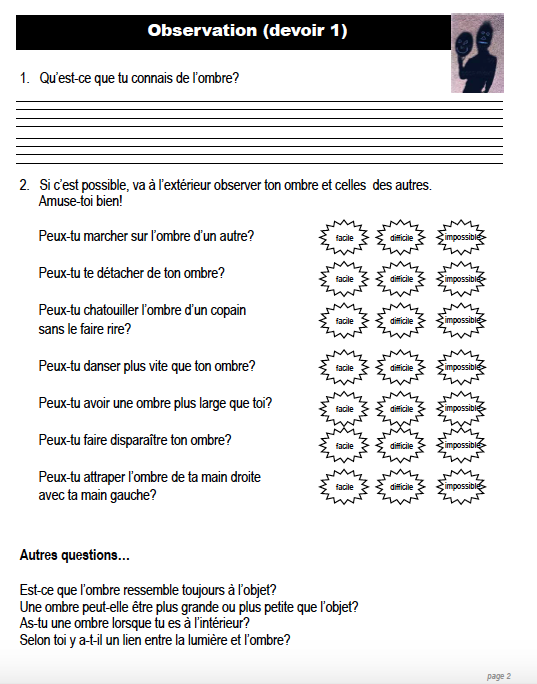 Observation (devoir 1)
1. Qu'est-ce que tu connais de l'ombre?
2. Si c'est possible, va à l'extérieur observer ton ombre et celles des autres.
Amuse-toi bien!
Peux-tu marcher sur l'ombre d'un autre? facile difficile impossible
Peux-tu te détacher de ton ombre? facile difficile impossible
Peux-tu chatouiller l'ombre d'un copain
sans le faire rire? facile difficile impossible
Peux-tu danser plus vite que ton ombre? facile difficile impossible
Peux-tu avoir une ombre plus large que toi? facile difficile impossible
Peux-tu faire disparaître ton ombre? facile difficile impossible
Peux-tu attraper l'ombre de ta main droite
avec ta main gauche? facile difficile impossible
Autres questions…
Est-ce que l'ombre ressemble toujours à l'objet?
Une ombre peut-elle être plus grande ou plus petite que l'objet?
As-tu une ombre lorsque tu es à l'intérieur?
Selon toi y a-t-il un lien entre la lumière et l'ombre?
page 2